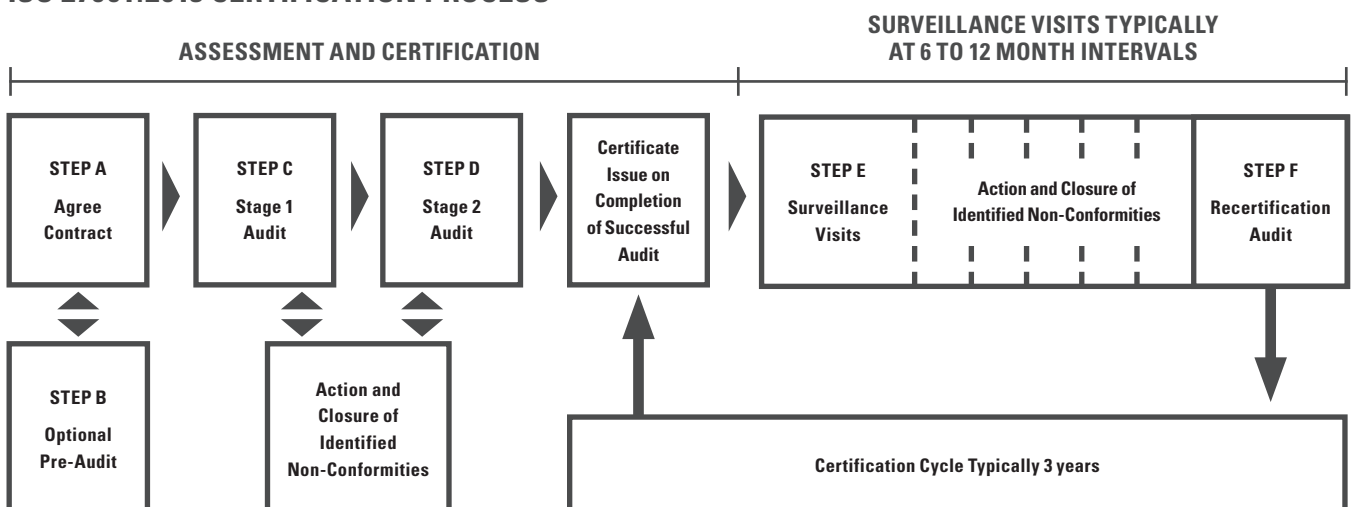 ASSESSMENT AND CERTIFICATION
SURVEILLANCE VISITS TYPICALLY
AT 6 TO 12 MONTH INTERVALS
STEP A
Agree
Contract
STEP C
Stage 1
Audit
STEP D
Stage 2
Audit
Certificate
Issue on
Completion
of Successful
Audit
STEP E
Surveillance
Visits
Action and Closure of
Identified Non-Conformities
STEP F
Recertification
Audit
STEP B
Optional
Pre-Audit
Action and
Closure of
Identified
Non-Conformities
Certification Cycle Typically 3 years